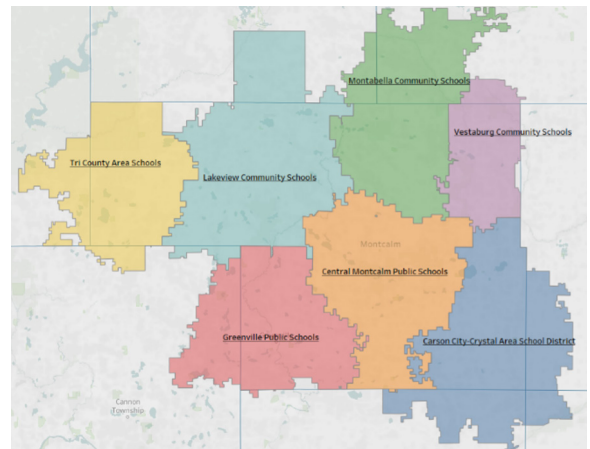 Montabella Community Schools
Vestaburg Community Schools
Tri County Area Schools
Lakeview Community Schools
Montcalm
Central Montcalm Public Schools
Greenville Public Schools
Carson City-Crystal Area School District
Cannon
Township